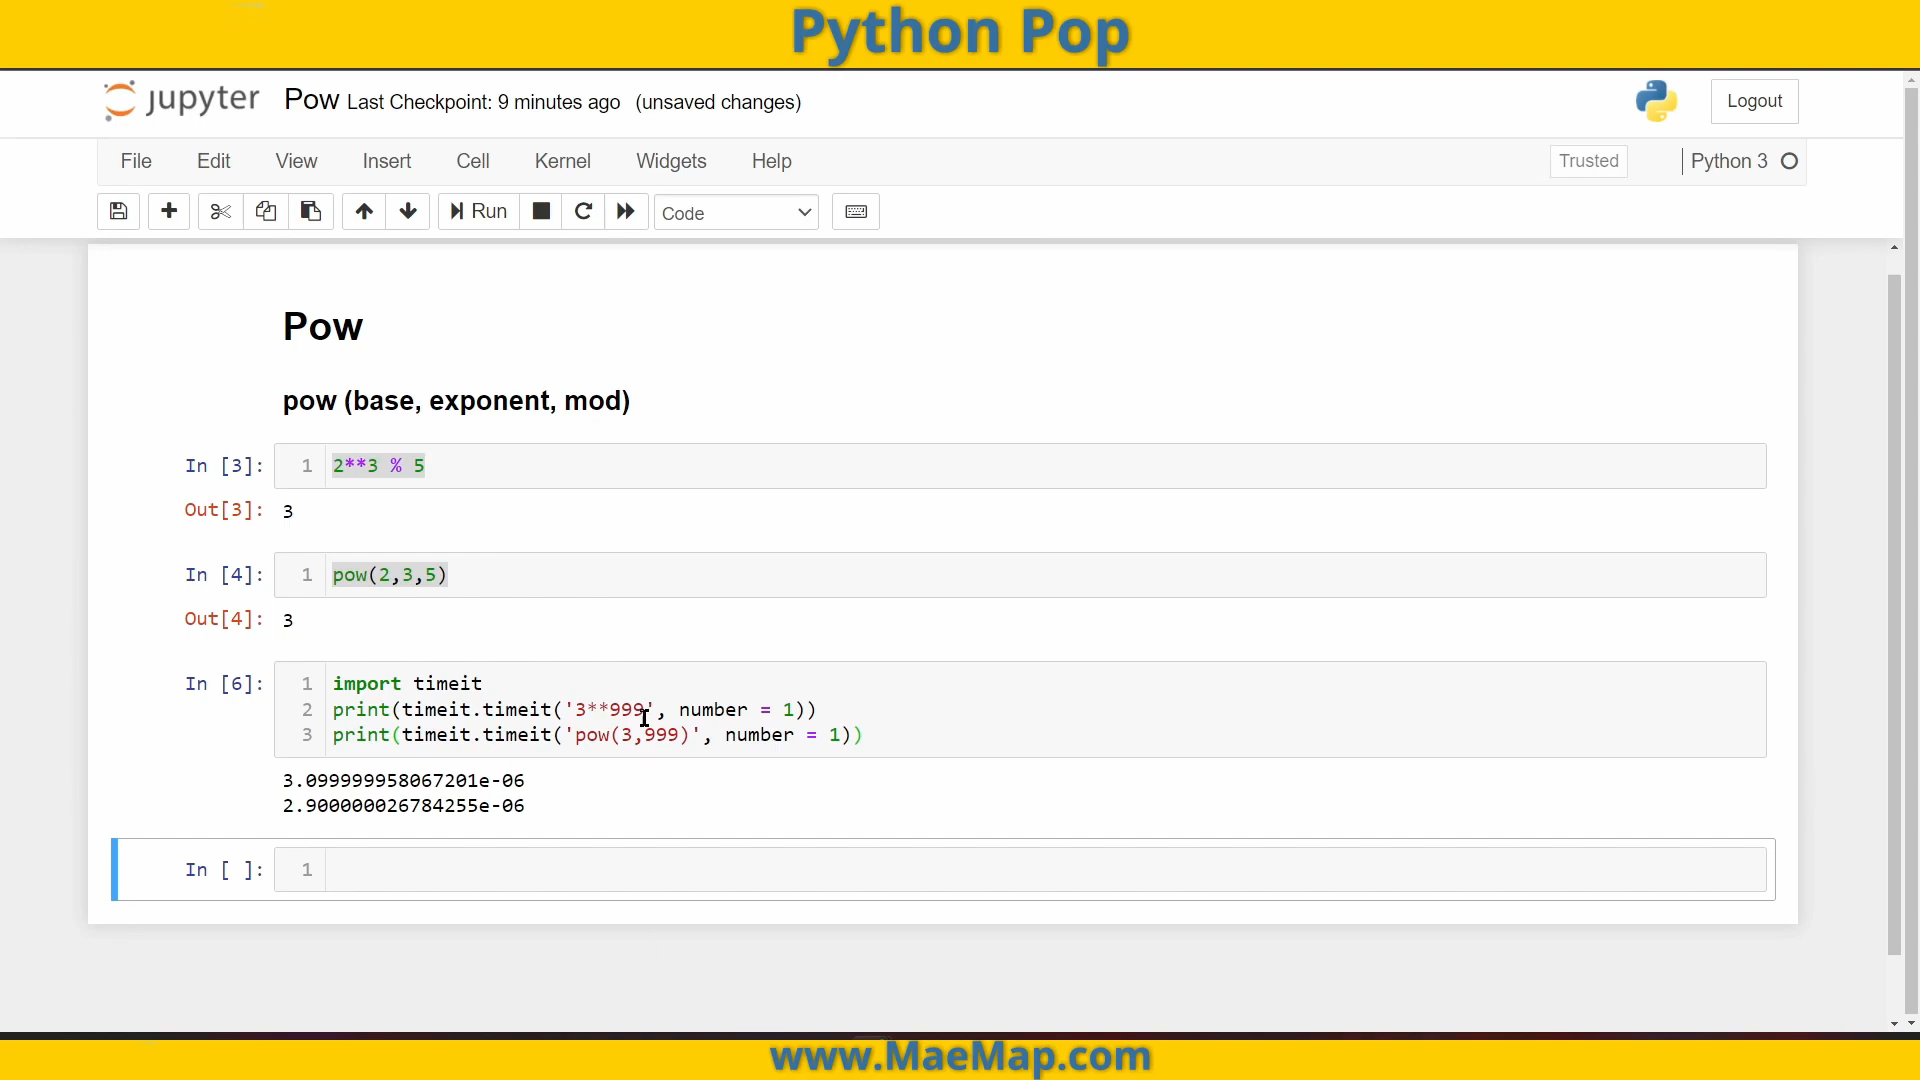 Python Pop
jupyter Pow Last Checkpoint: 9 minutes ago (unsaved changes)
Logout
File Edit View Insert Cell Kernel Widgets Help
Trusted
Python 3
Run
Code
Pow
pow (base, exponent, mod)
In [3]: 1 2**3 % 5
Out[3]: 3
In [4]: 1 pow(2,3,5)
Out[4]: 3
In [6]: 1 import timeit
2 print(timeit.timeit('3**999', number = 1))
3 print(timeit.timeit('pow(3,999)', number = 1))
3.099999958067201e-06
2.900000026784255e-06
In [ ]: 1
www.MaeMap.com